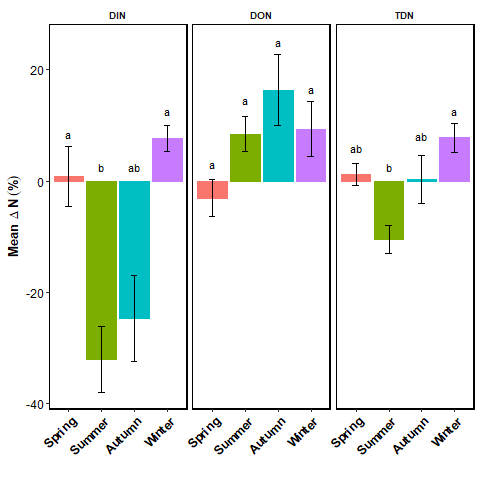 DIN DON TDN
Mean Δ N (%)
20
0
-20
-40
a b ab a
a a a a
ab b ab a
Spring Summer Autumn Winter
Spring Summer Autumn Winter
Spring Summer Autumn Winter